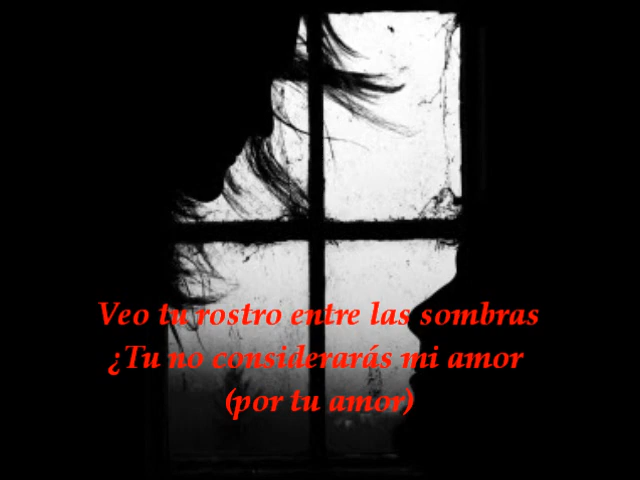 Veo tu rostro entre las sombras
¿Tu no considerarás mi amor
(por tu amor)